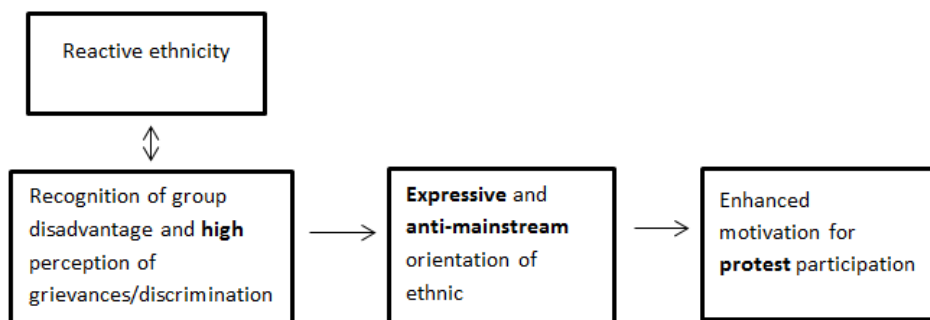 Reactive ethnicity
Recognition of group
disadvantage and high
perception of
grievances/discrimination
Expressive and
anti-mainstream
orientation of
ethnic
Enhanced
motivation for
protest participation